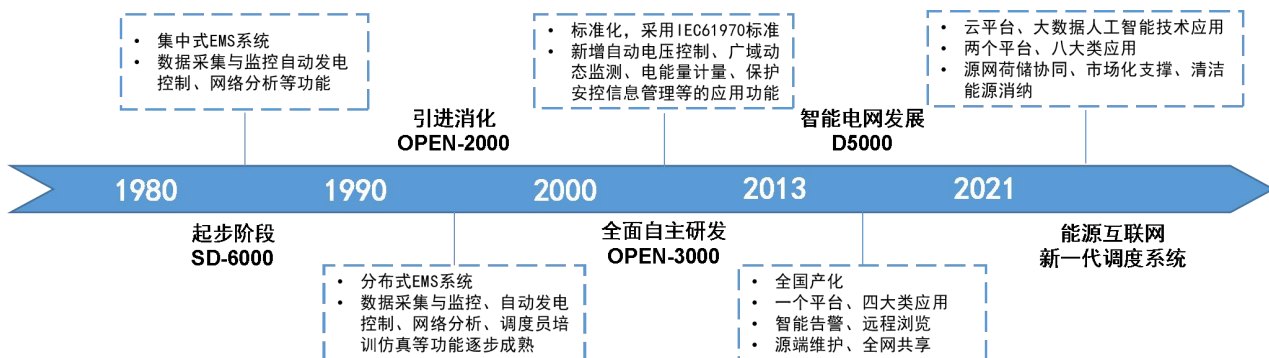 • 集中式EMS系统
• 数据采集与监控自动发电
控制、网络分析等功能
• 标准化，采用IEC61970标准
• 新增自动电压控制、广域动
态监测、电能量计量、保护
安控信息管理等的应用功能
• 云平台、大数据人工智能技术应用
• 两个平台、八大类应用
• 源网荷储协同、市场化支撑、清洁
能源消纳
引进消化
OPEN-2000
智能电网发展
D5000
1980
1990
2000
2013
2021
起步阶段
SD-6000
全面自主研发
OPEN-3000
能源互联网
新一代调度系统
• 分布式EMS系统
• 数据采集与监控、自动发电
控制、网络分析、调度员培
训仿真等功能逐步成熟
• 全国产化
• 一个平台、四大类应用
• 智能告警、远程浏览
• 源端维护、全网共享